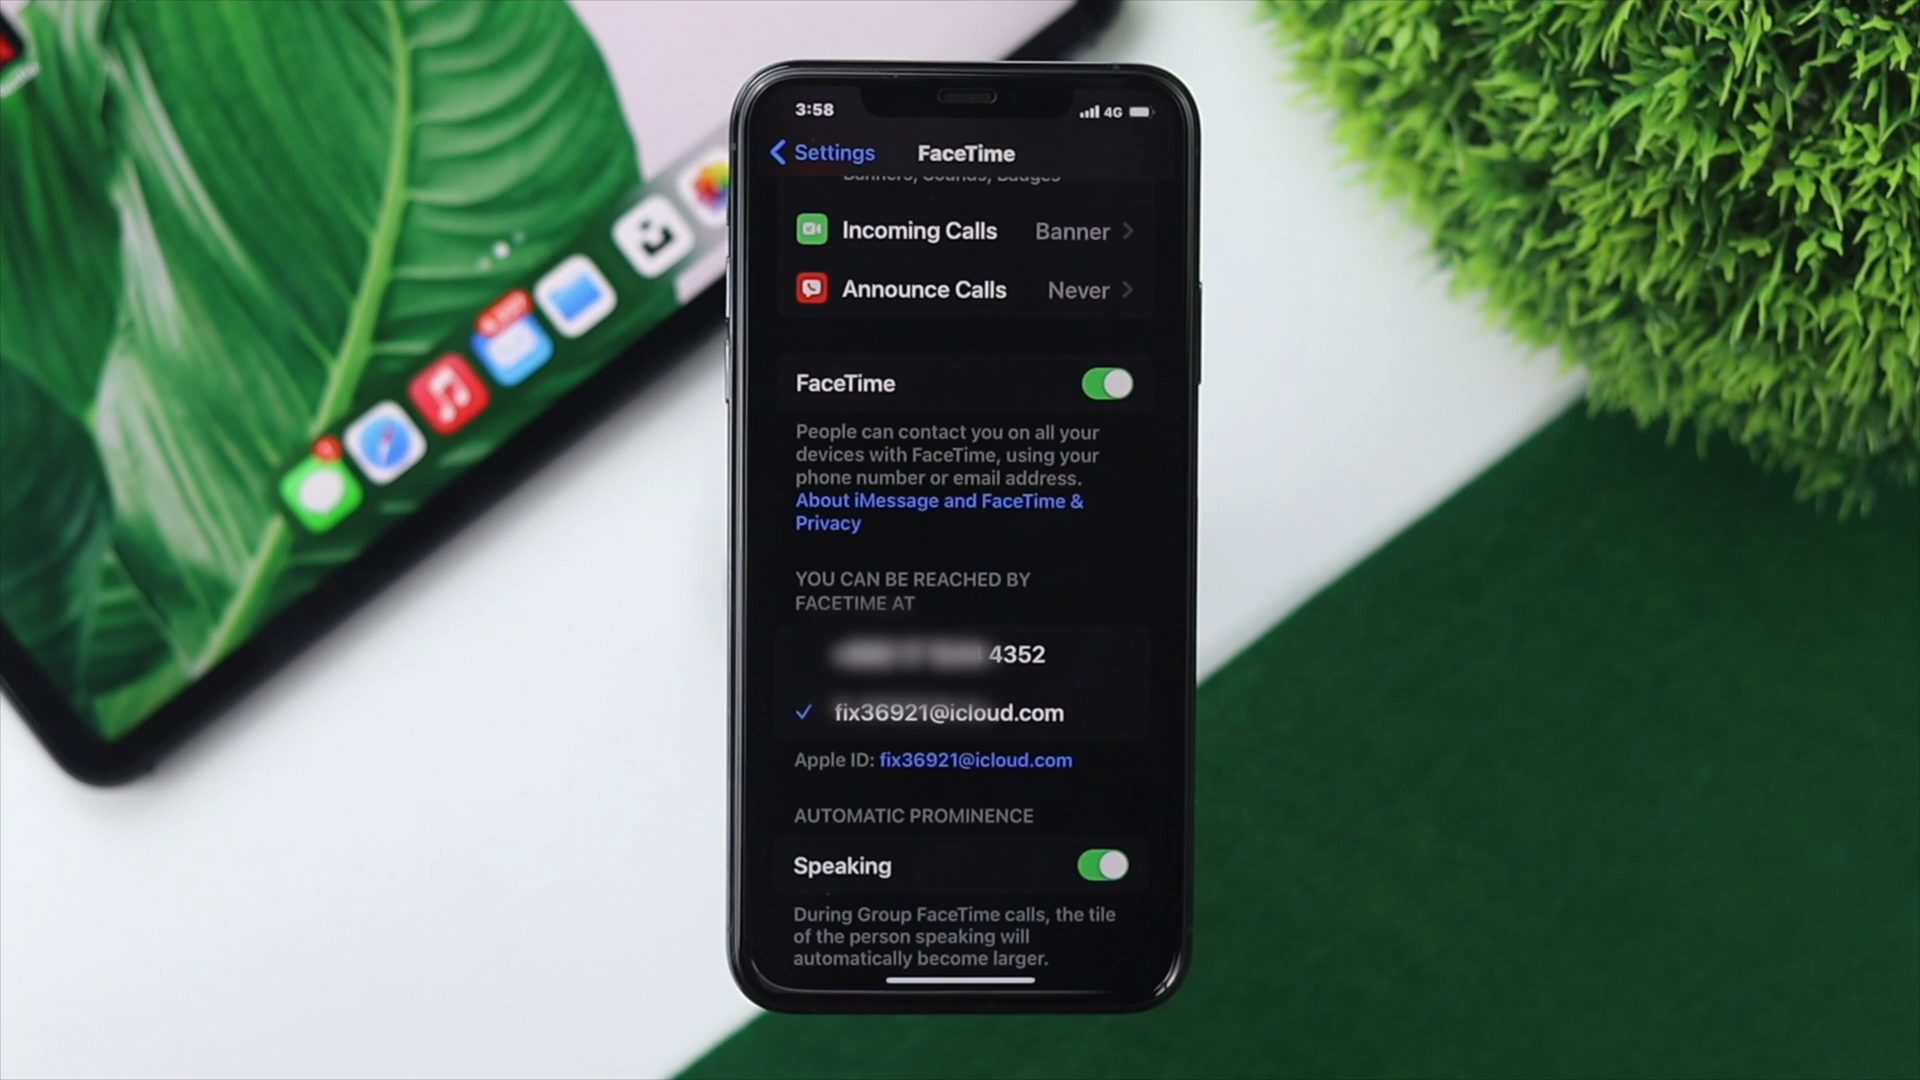 3:58
4G
Settings
FaceTime
Banners, Sounds, Badges
Incoming Calls Banner
Announce Calls Never
FaceTime
People can contact you on all your
devices with FaceTime, using your
phone number or email address.
About iMessage and FaceTime &
Privacy
YOU CAN BE REACHED BY
FACETIME AT
4352
fix36921@icloud.com
Apple ID: fix36921@icloud.com
AUTOMATIC PROMINENCE
Speaking
During Group FaceTime calls, the tile
of the person speaking will
automatically become larger.